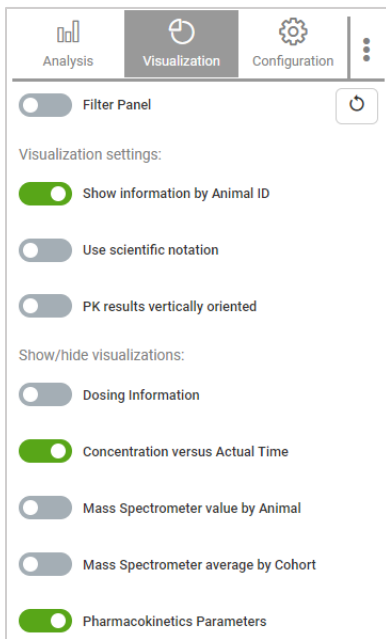 Analysis
Visualization
Configuration
Filter Panel
Visualization settings:
Show information by Animal ID
Use scientific notation
PK results vertically oriented
Show/hide visualizations:
Dosing Information
Concentration versus Actual Time
Mass Spectrometer value by Animal
Mass Spectrometer average by Cohort
Pharmacokinetics Parameters